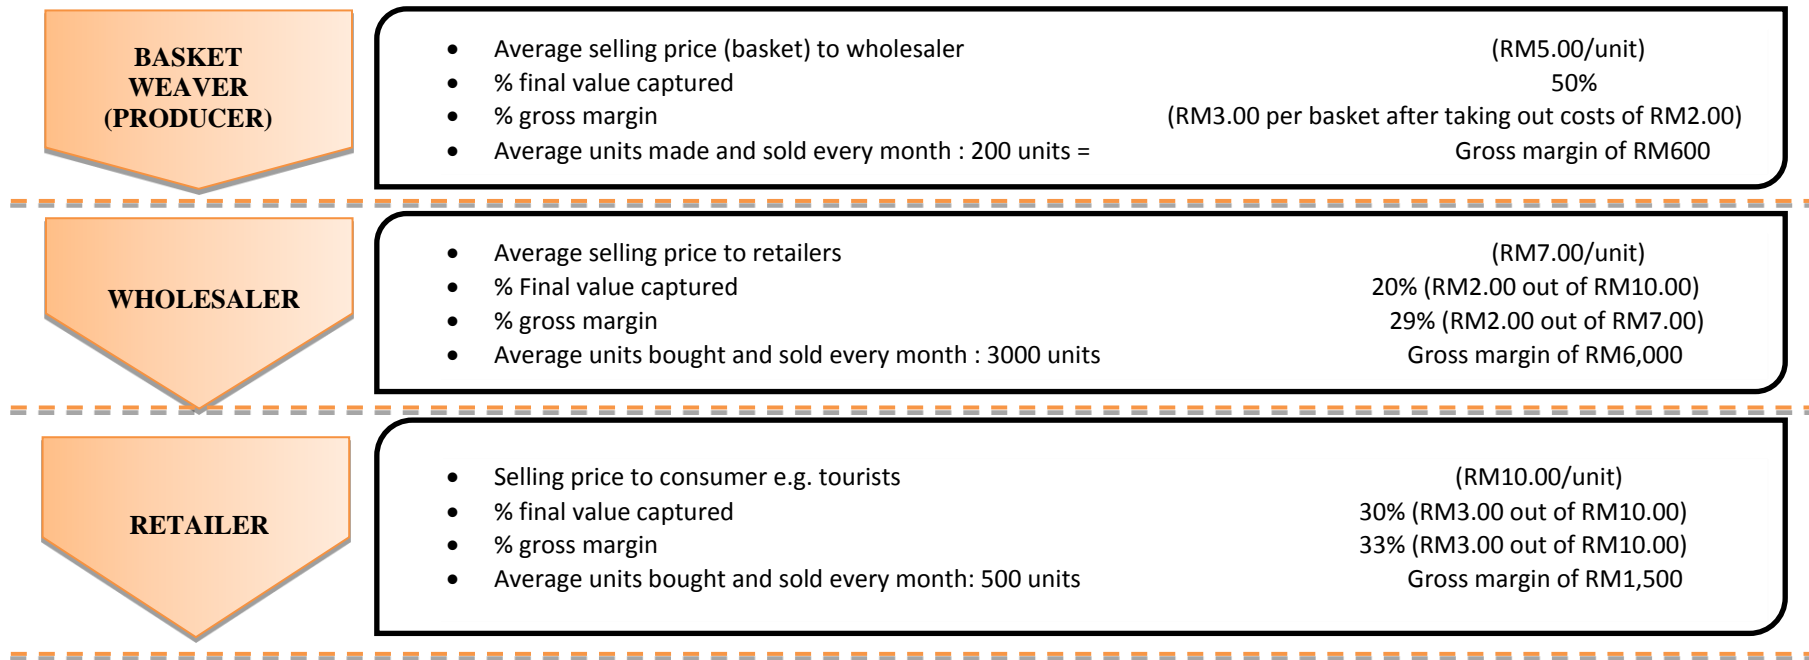 BASKET
WEAVER
(PRODUCER)
• Average selling price (basket) to wholesaler (RM5.00/unit)
• % final value captured 50%
• % gross margin (RM3.00 per basket after taking out costs of RM2.00)
• Average units made and sold every month : 200 units = Gross margin of RM600
WHOLESALER
• Average selling price to retailers (RM7.00/unit)
• % Final value captured 20% (RM2.00 out of RM10.00)
• % gross margin 29% (RM2.00 out of RM7.00)
• Average units bought and sold every month : 3000 units Gross margin of RM6,000
RETAILER
• Selling price to consumer e.g. tourists (RM10.00/unit)
• % final value captured 30% (RM3.00 out of RM10.00)
• % gross margin 33% (RM3.00 out of RM10.00)
• Average units bought and sold every month: 500 units Gross margin of RM1,500